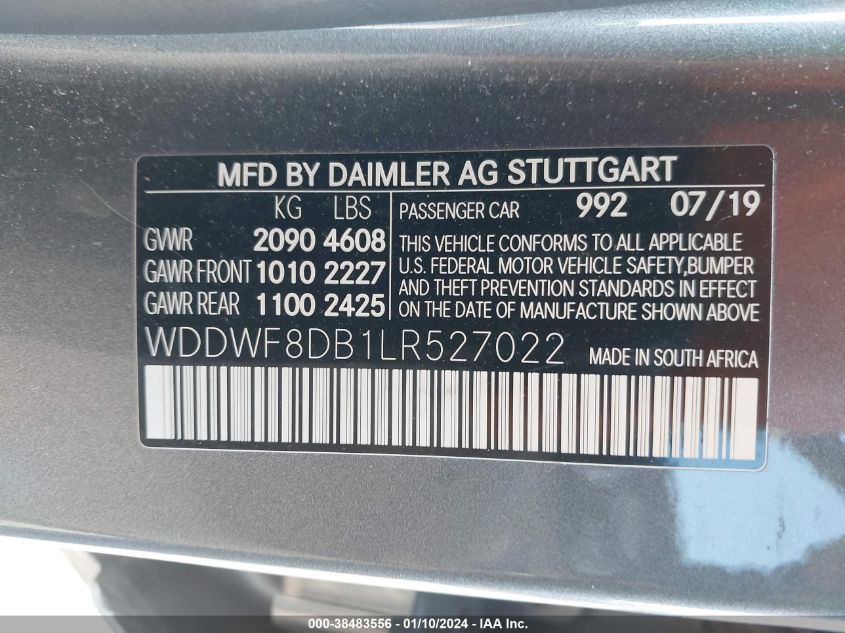 MFD BY DAIMLER AG STUTTGART
KG LBS
GVWR 2090 4608
GAWR FRONT 1010 2227
GAWR REAR 1100 2425
PASSENGER CAR 992 07/19
THIS VEHICLE CONFORMS TO ALL APPLICABLE
U.S. FEDERAL MOTOR VEHICLE SAFETY,BUMPER
AND THEFT PREVENTION STANDARDS IN EFFECT
ON THE DATE OF MANUFACTURE SHOWN ABOVE
WDDWF8DB1LR527022 MADE IN SOUTH AFRICA
000-38483556 — 01/10/2024 — IAA Inc.